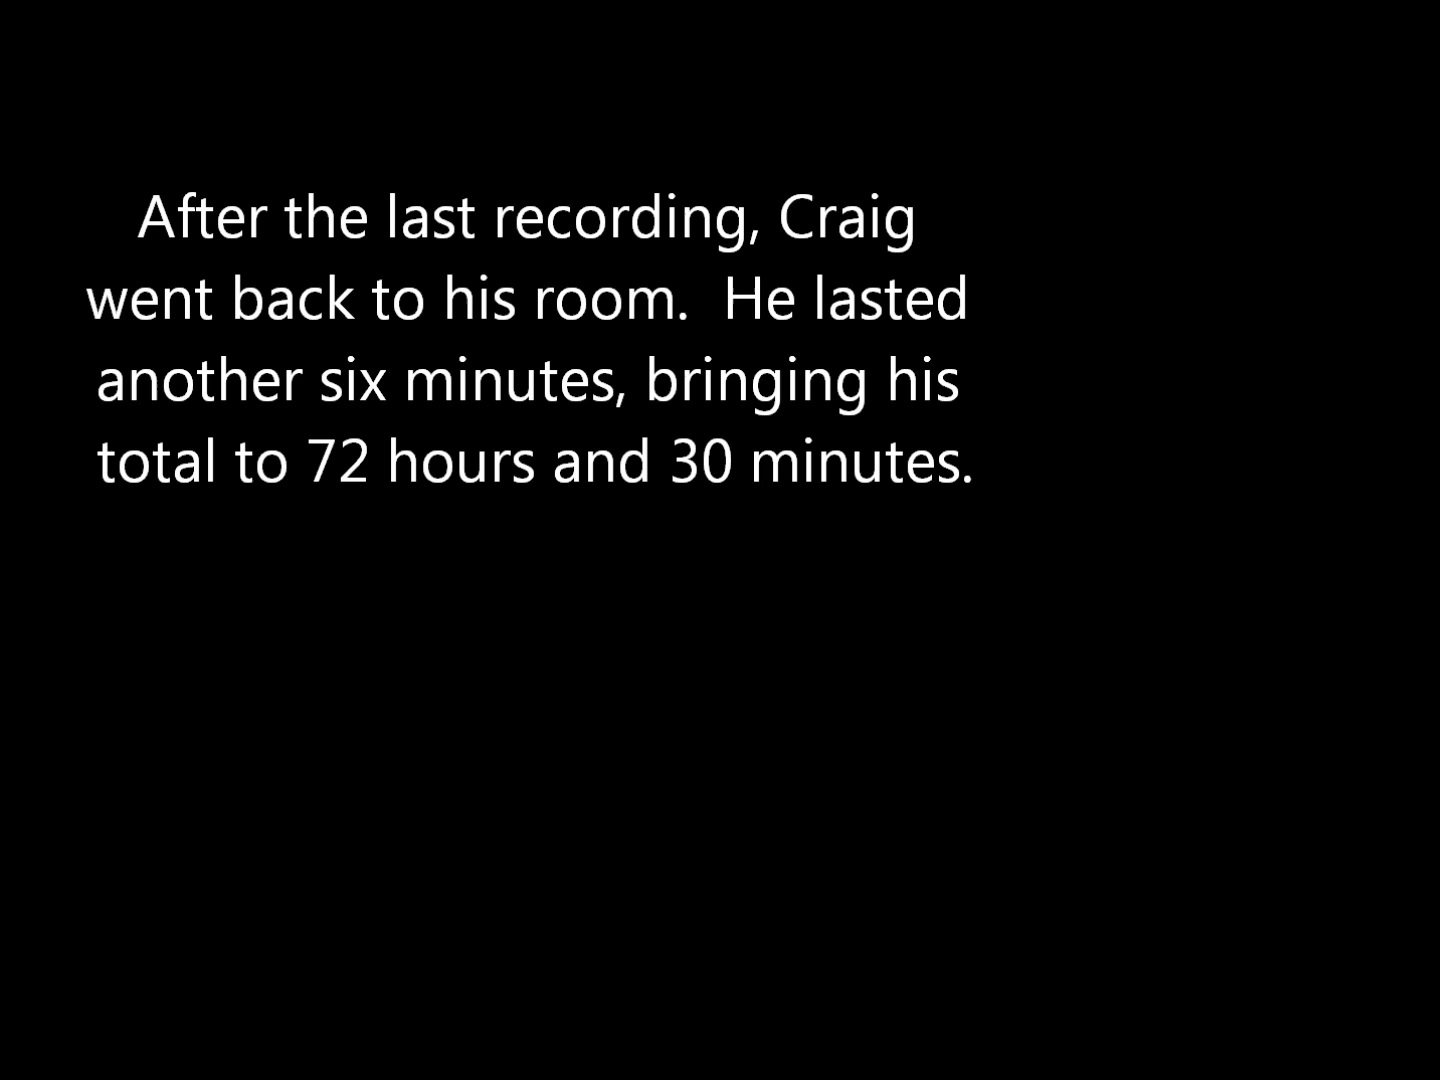 After the last recording, Craig
went back to his room.  He lasted
another six minutes, bringing his
total to 72 hours and 30 minutes.